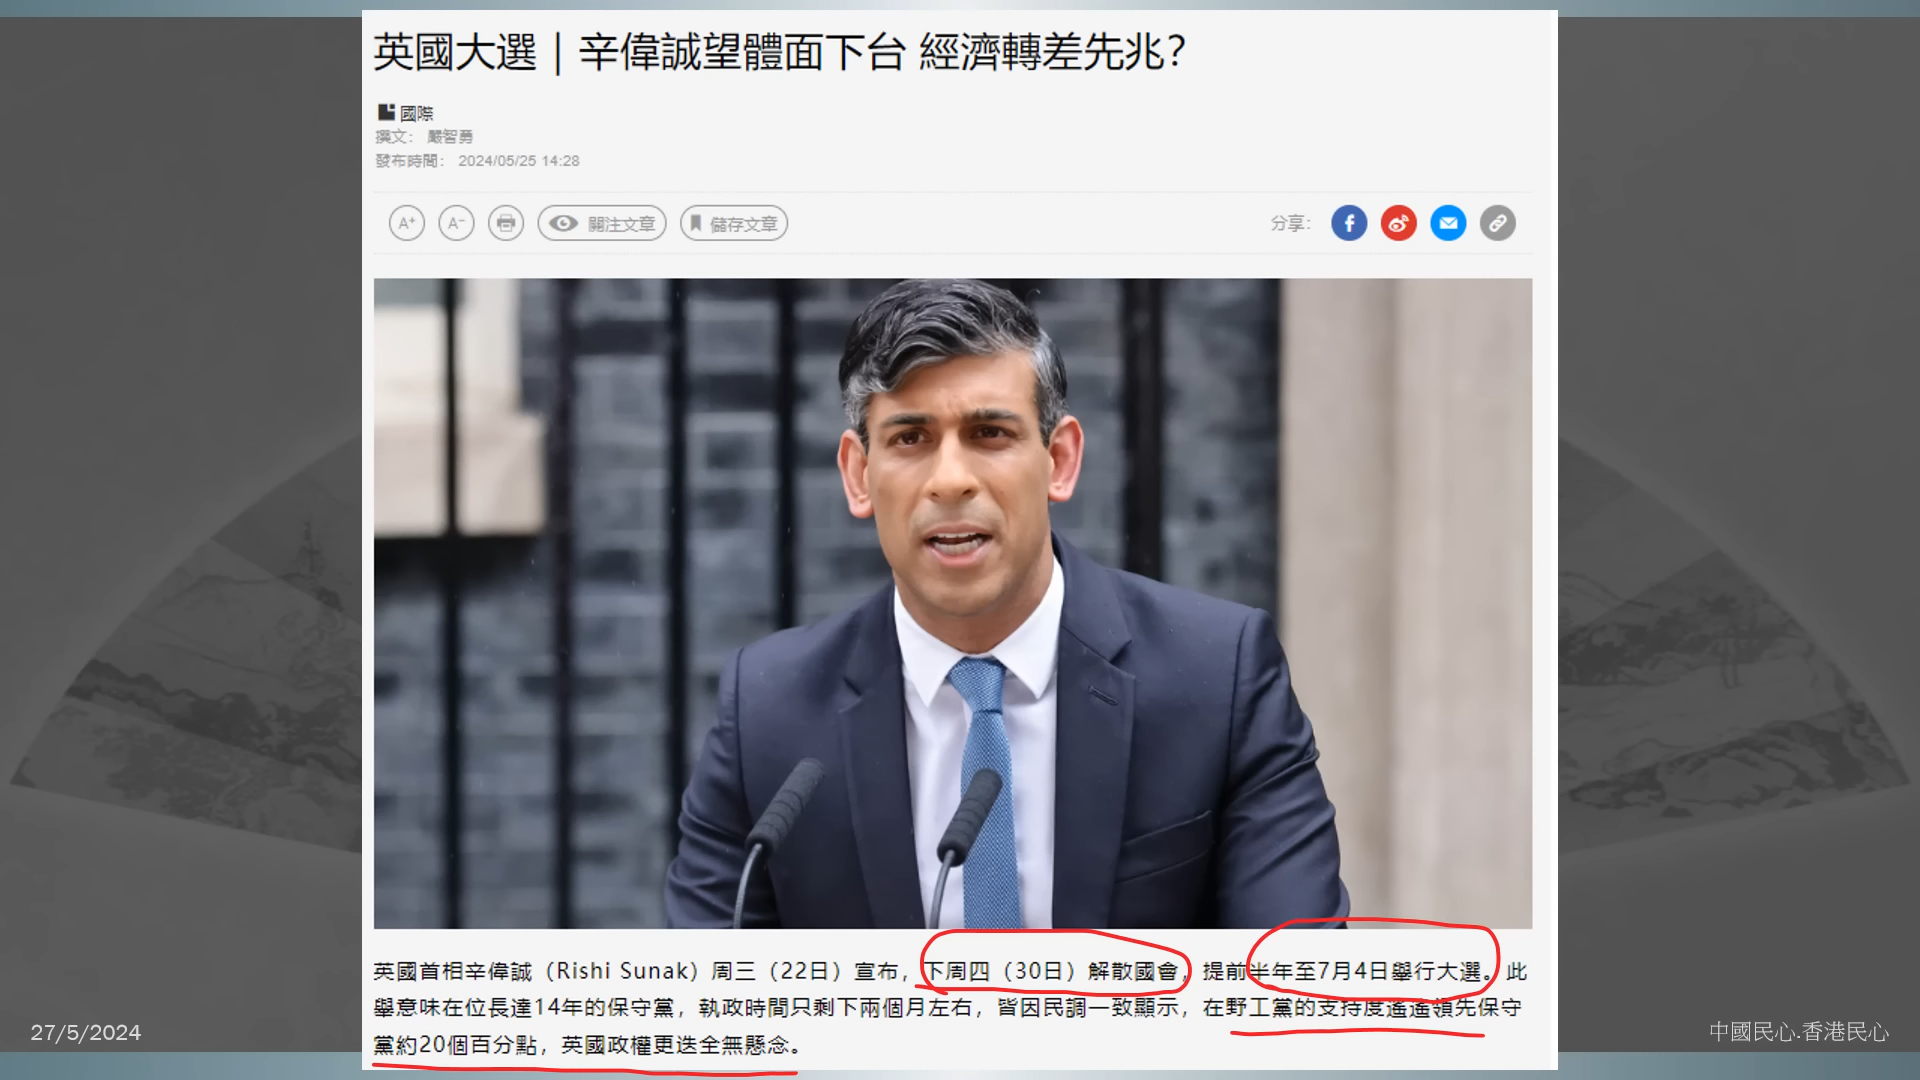 英國大選｜辛偉誠望體面下台 經濟轉差先兆？
國際
撰文： 嚴智勇
發布時間： 2024/05/25 14:28
A+ A− 關注文章 儲存文章 分享：
英國首相辛偉誠（Rishi Sunak）周三（22日）宣布，下周四（30日）解散國會，提前半年至7月4日舉行大選。此
舉意味在位長達14年的保守黨，執政時間只剩下兩個月左右，皆因民調一致顯示，在野工黨的支持度遙遙領先保守
黨約20個百分點，英國政權更迭全無懸念。
27/5/2024
中國民心.香港民心